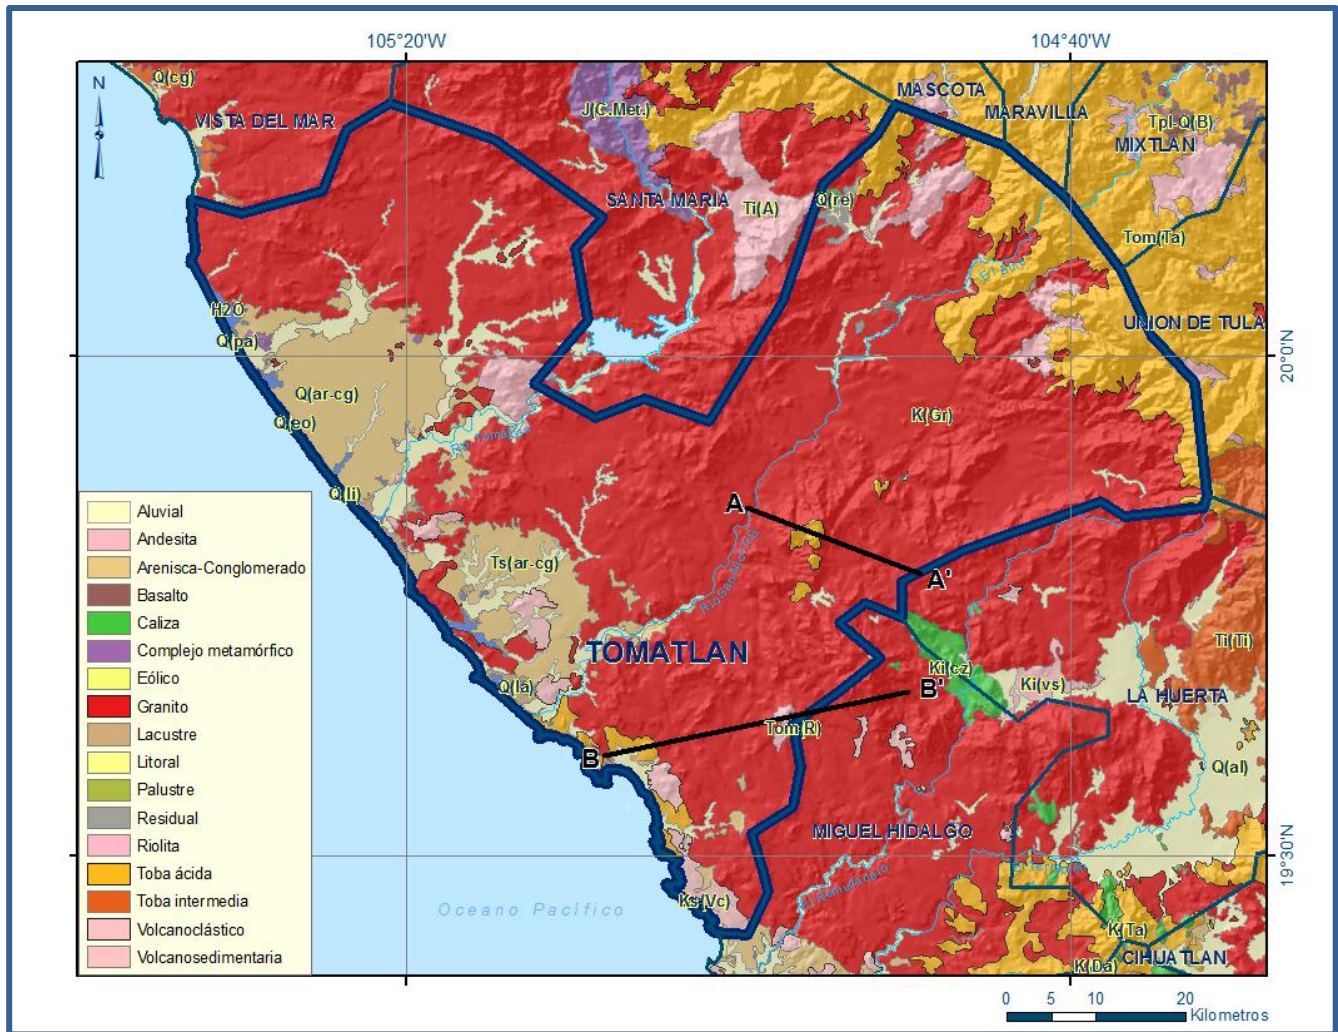 105°20'W
104°40'W
Q(cg)
N
VISTA DEL MAR
J(C.Met.)
MASCOTA
MARAVILLA
Tpl-Q(B)
MIXTLAN
SANTA MARIA
Ti(A)
Q(re)
Tom(Ta)
H2O
UNION DE TULA
Q(pa)
20°0'N
Q(ar-cg)
K(Gr)
Q(eo)
Q(li)
A
A'
Ts(ar-cg)
Rio San Nicolás
TOMATLAN
Ti(Ti)
Ki(cz)
Ki(vs)
Q(la)
B'
LA HUERTA
Tom(R)
B
Q(al)
MIGUEL HIDALGO
19°30'N
Ks(Vc)
Oceano Pacífico
K(Ta)
CIHUATLAN
K(Da)
Aluvial
Andesita
Arenisca-Conglomerado
Basalto
Caliza
Complejo metamórfico
Eólico
Granito
Lacustre
Litoral
Palustre
Residual
Riolita
Toba ácida
Toba intermedia
Volcanoclástico
Volcanosedimentaria
0 5 10 20
Kilometros